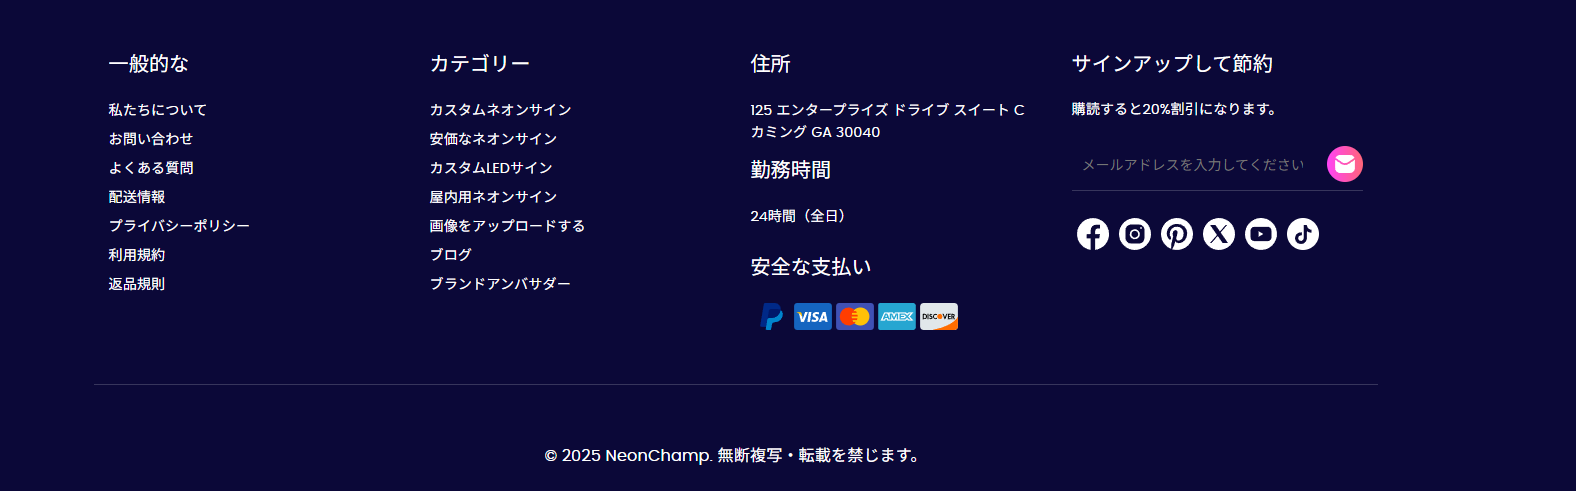 一般的な
私たちについて
お問い合わせ
よくある質問
配送情報
プライバシーポリシー
利用規約
返品規則
カテゴリー
カスタムネオンサイン
安価なネオンサイン
カスタムLEDサイン
屋内用ネオンサイン
画像をアップロードする
ブログ
ブランドアンバサダー
住所
125 エンタープライズ ドライブ スイート C
カミング GA 30040
勤務時間
24時間（全日）
安全な支払い
VISA
AMEX
DISCOVER
サインアップして節約
購読すると20%割引になります。
メールアドレスを入力してください
© 2025 NeonChamp. 無断複写・転載を禁じます。